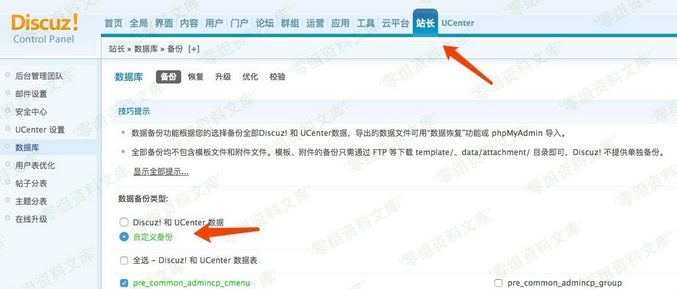 Discuz!
Control Panel
首页 全局 界面 内容 用户 门户 论坛 群组 运营 应用 工具 云平台 站长 UCenter
站长 » 数据库 » 备份 [+]
后台管理团队
邮件设置
安全中心
UCenter 设置
数据库
用户表优化
帖子分表
主题分表
在线升级
数据库 备份 恢复 升级 优化 校验
技巧提示
数据备份功能根据您的选择备份全部Discuz! 和 UCenter数据，导出的数据文件可用“数据恢复”功能或 phpMyAdmin 导入。
全部备份均不包含模板文件和附件文件。模板、附件的备份只需通过 FTP 等下载 template/、data/attachment/ 目录即可，Discuz! 不提供单独备份。
显示全部提示...
数据备份类型:
Discuz! 和 UCenter 数据
自定义备份
全选 - Discuz! 和 UCenter 数据表
pre_common_admincp_cmenu pre_common_admincp_group
零组资料文库